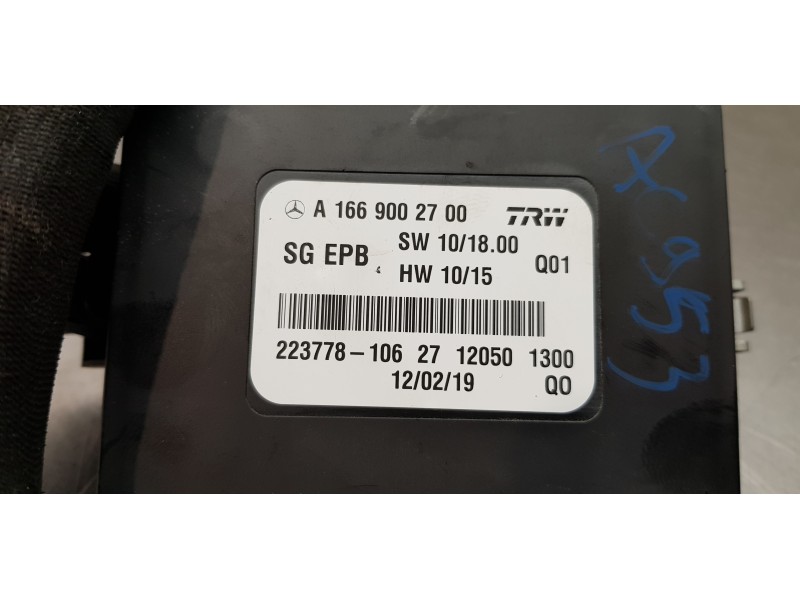 A 166 900 27 00 TRW
SG EPB SW 10/18.00 Q01
HW 10/15
223778-106 27 12050 1300
12/02/19 QO
953